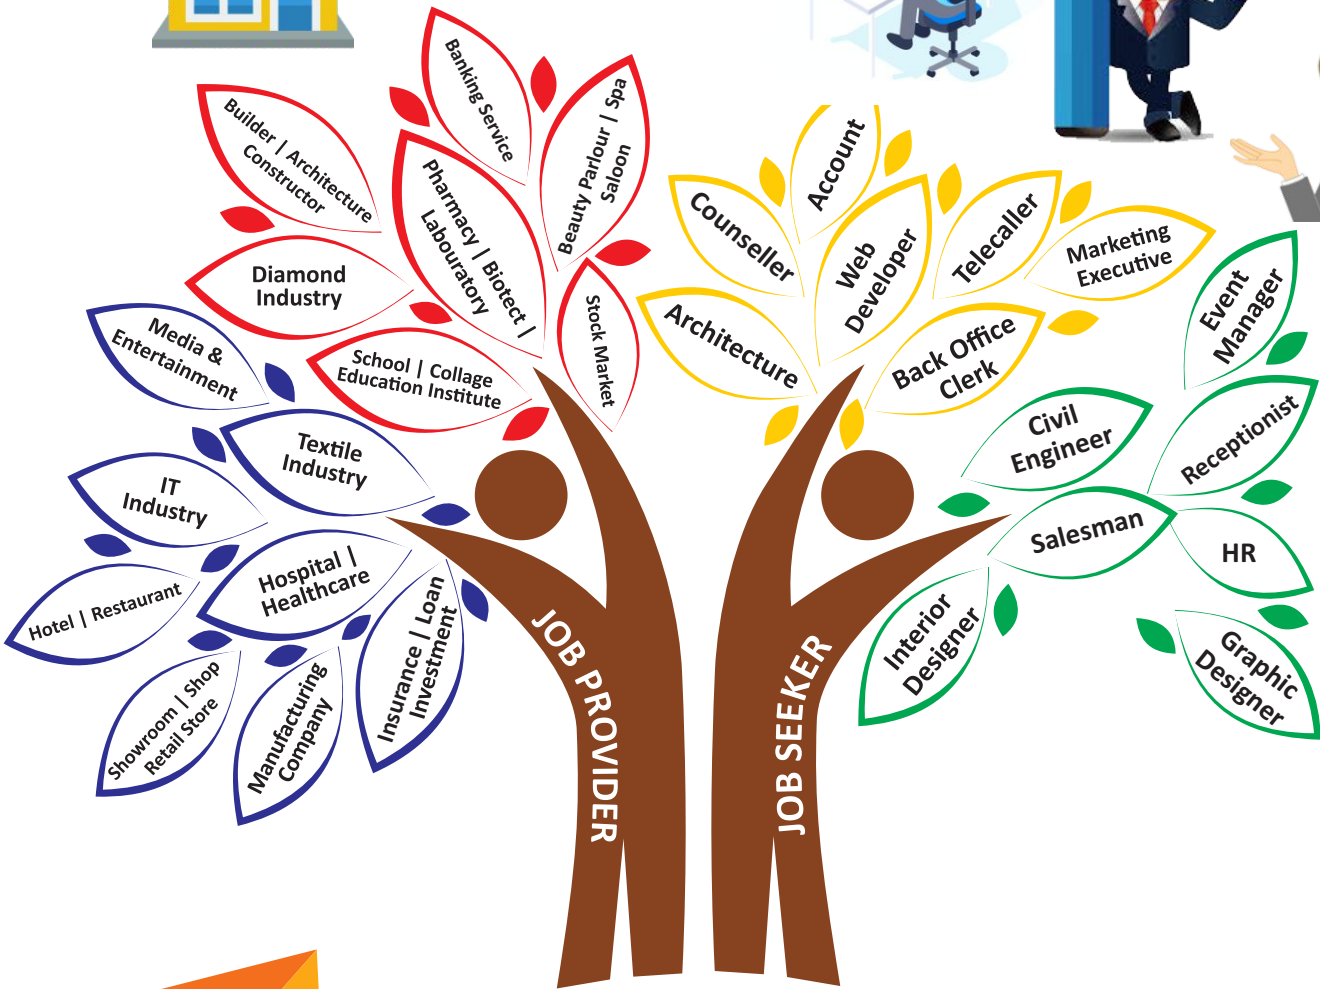 Banking Service
Builder | Architecture
Constructor
Beauty Parlour | Spa
Saloon
Pharmacy | Biotect |
Labouratory
Diamond
Industry
Stock Market
School | Collage
Education Institute
Media &
Entertainment
Textile
Industry
IT
Industry
Hospital |
Healthcare
Hotel | Restaurant
Insurance | Loan
Investment
Showroom | Shop
Retail Store
Manufacturing
Company
JOB PROVIDER
Account
Counseller
Web
Developer
Telecaller
Marketing
Executive
Architecture
Back Office
Clerk
Event
Manager
Civil
Engineer
Receptionist
Salesman
HR
Interior
Designer
Graphic
Designer
JOB SEEKER